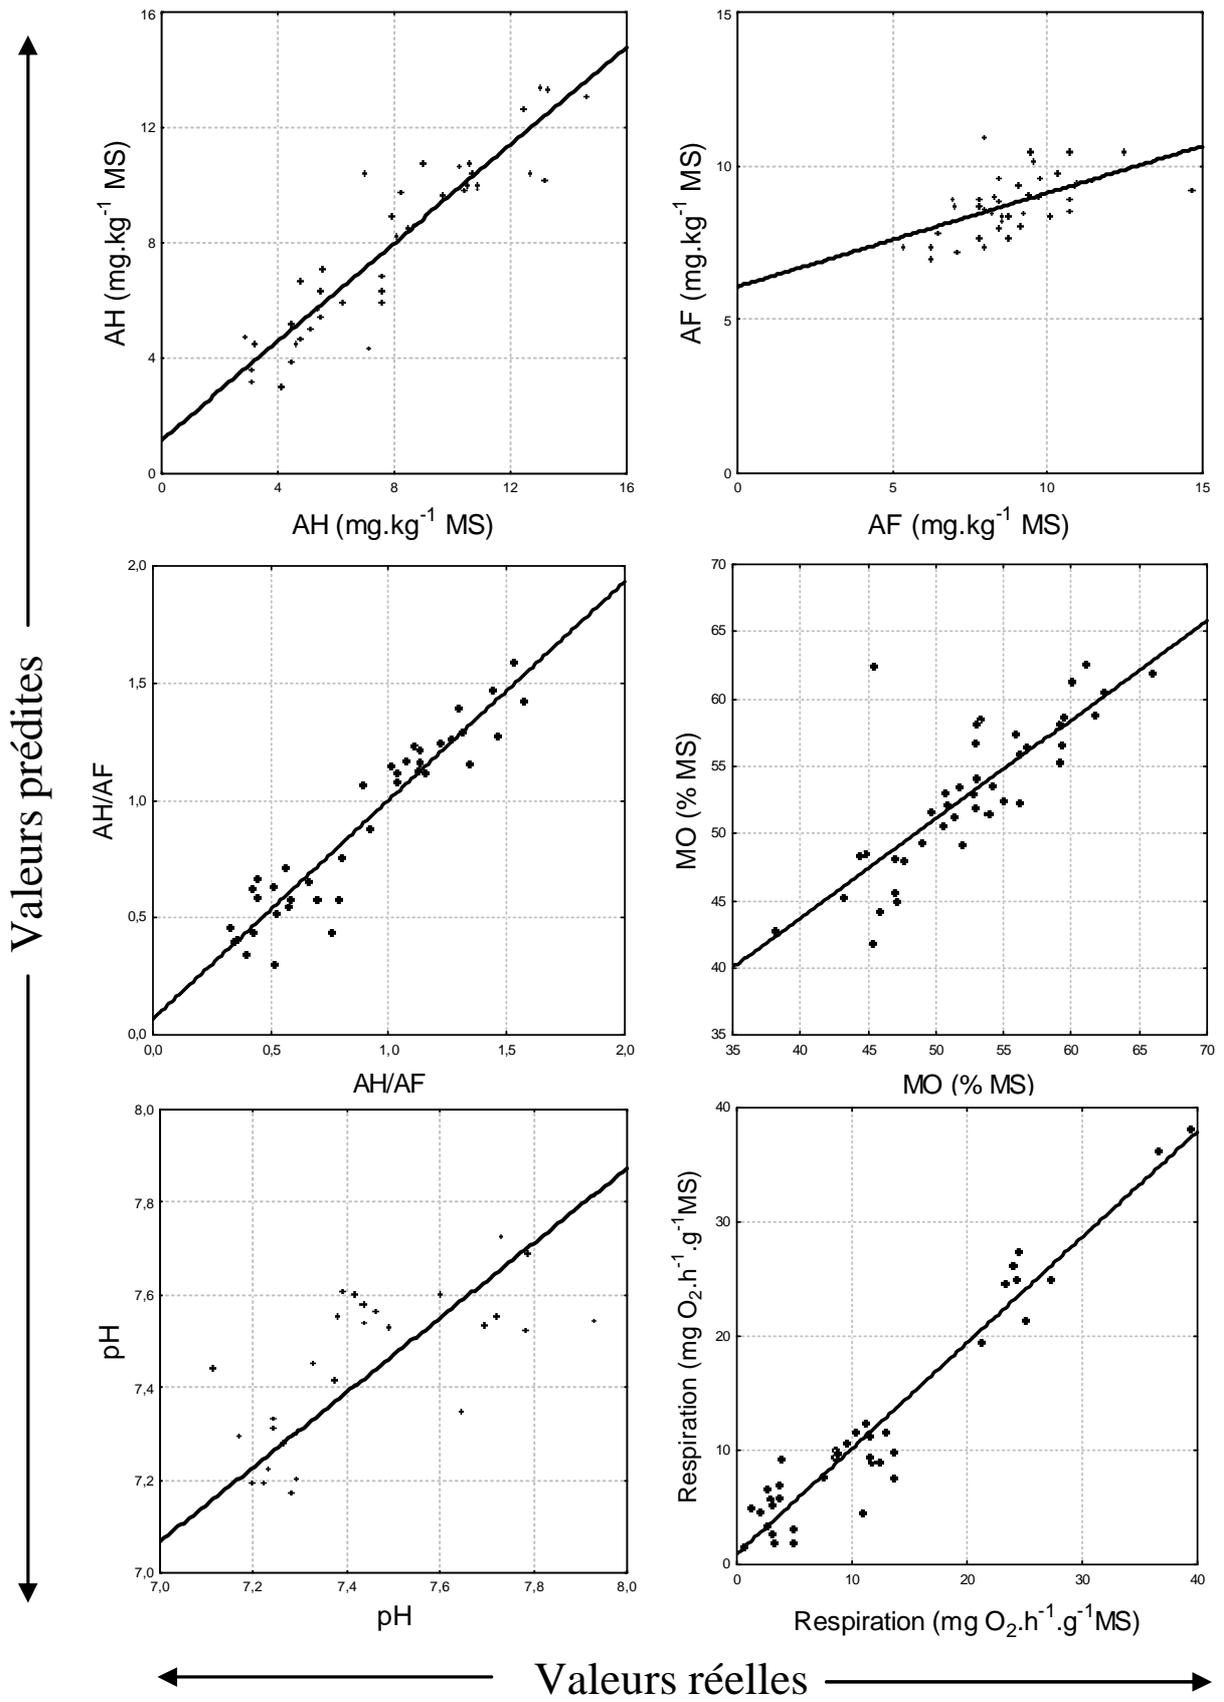 Valeurs prédites
16
12
8
4
0
AH (mg.kg-1 MS)
0 4 8 12 16
AH (mg.kg-1 MS)
15
10
5
0
AF (mg.kg-1 MS)
0 5 10 15
AF (mg.kg-1 MS)
2,0
1,5
1,0
0,5
0,0
AH/AF
0,0 0,5 1,0 1,5 2,0
AH/AF
70
65
60
55
50
45
40
35
MO (% MS)
35 40 45 50 55 60 65 70
MO (% MS)
8,0
7,8
7,6
7,4
7,2
7,0
pH
7,0 7,2 7,4 7,6 7,8 8,0
pH
40
30
20
10
0
Respiration (mg O2.h-1.g-1MS)
0 10 20 30 40
Respiration (mg O2.h-1.g-1MS)
Valeurs réelles